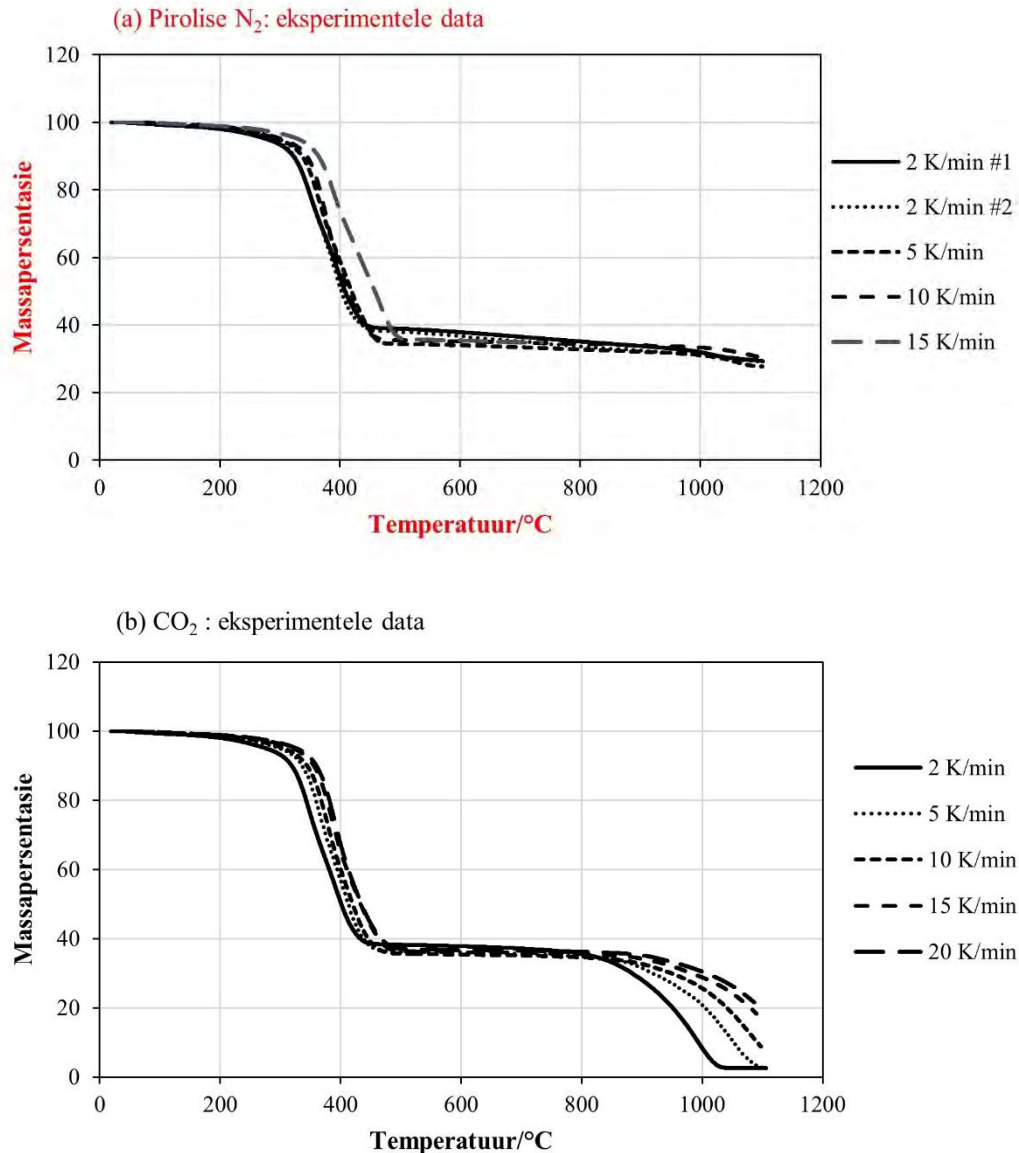 (a) Pirolise N₂: eksperimentele data
120
100
80
60
40
20
0
Massapersentasie
0 200 400 600 800 1000 1200
Temperatuur/°C
2 K/min #1
2 K/min #2
5 K/min
10 K/min
15 K/min
(b) CO₂ : eksperimentele data
120
100
80
60
40
20
0
Massapersentasie
0 200 400 600 800 1000 1200
Temperatuur/°C
2 K/min
5 K/min
10 K/min
15 K/min
20 K/min